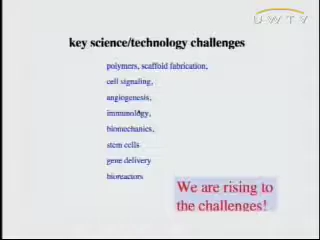 UWTV
key science/technology challenges
polymers, scaffold fabrication,
cell signaling,
angiogenesis,
immunology,
biomechanics,
stem cells
gene delivery
bioreactors
We are rising to
the challenges!